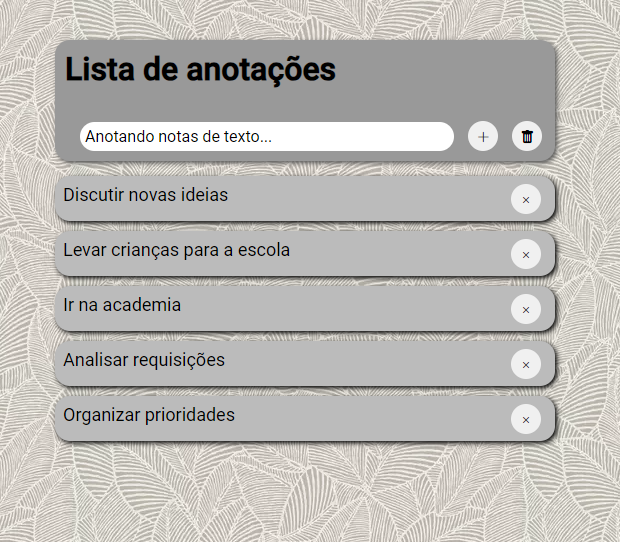 Lista de anotações
Anotando notas de texto...
Discutir novas ideias
Levar crianças para a escola
Ir na academia
Analisar requisições
Organizar prioridades